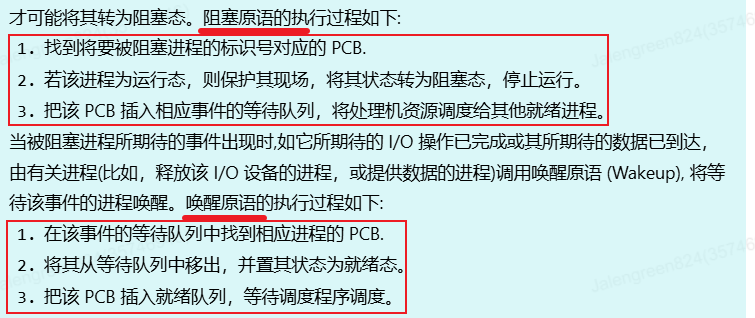 才可能将其转为阻塞态。阻塞原语的执行过程如下:
1．找到将要被阻塞进程的标识号对应的 PCB.
2．若该进程为运行态，则保护其现场，将其状态转为阻塞态，停止运行。
3．把该 PCB 插入相应事件的等待队列，将处理机资源调度给其他就绪进程。
当被阻塞进程所期待的事件出现时,如它所期待的 I/O 操作已完成或其所期待的数据已到达，
由有关进程(比如，释放该 I/O 设备的进程，或提供数据的进程)调用唤醒原语 (Wakeup), 将等
待该事件的进程唤醒。唤醒原语的执行过程如下:
1．在该事件的等待队列中找到相应进程的 PCB.
2．将其从等待队列中移出，并置其状态为就绪态。
3．把该 PCB 插入就绪队列，等待调度程序调度。